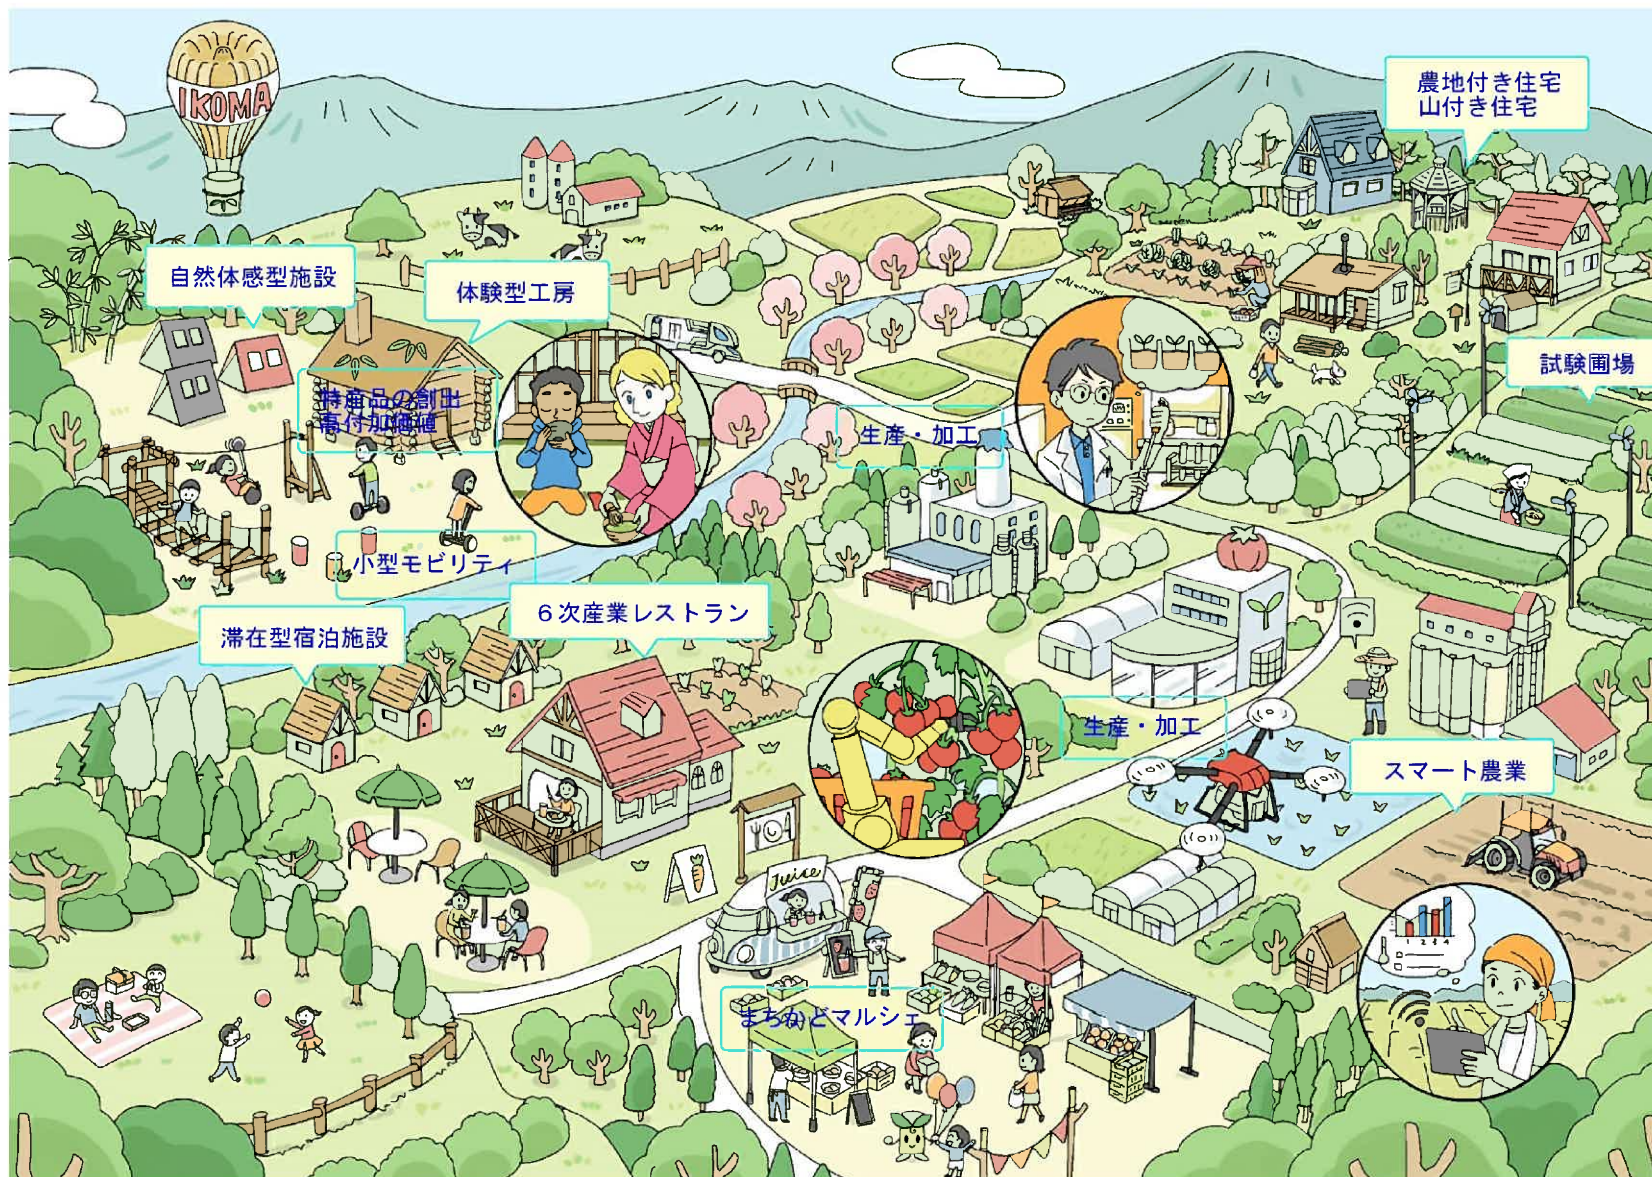 IKOMA
農地付き住宅
山付き住宅
自然体感型施設
体験型工房
試験圃場
特産品の創出
高付加価値
生産・加工
小型モビリティ
6次産業レストラン
滞在型宿泊施設
生産・加工
スマート農業
Juice
1 2 3 4
まちかどマルシェ